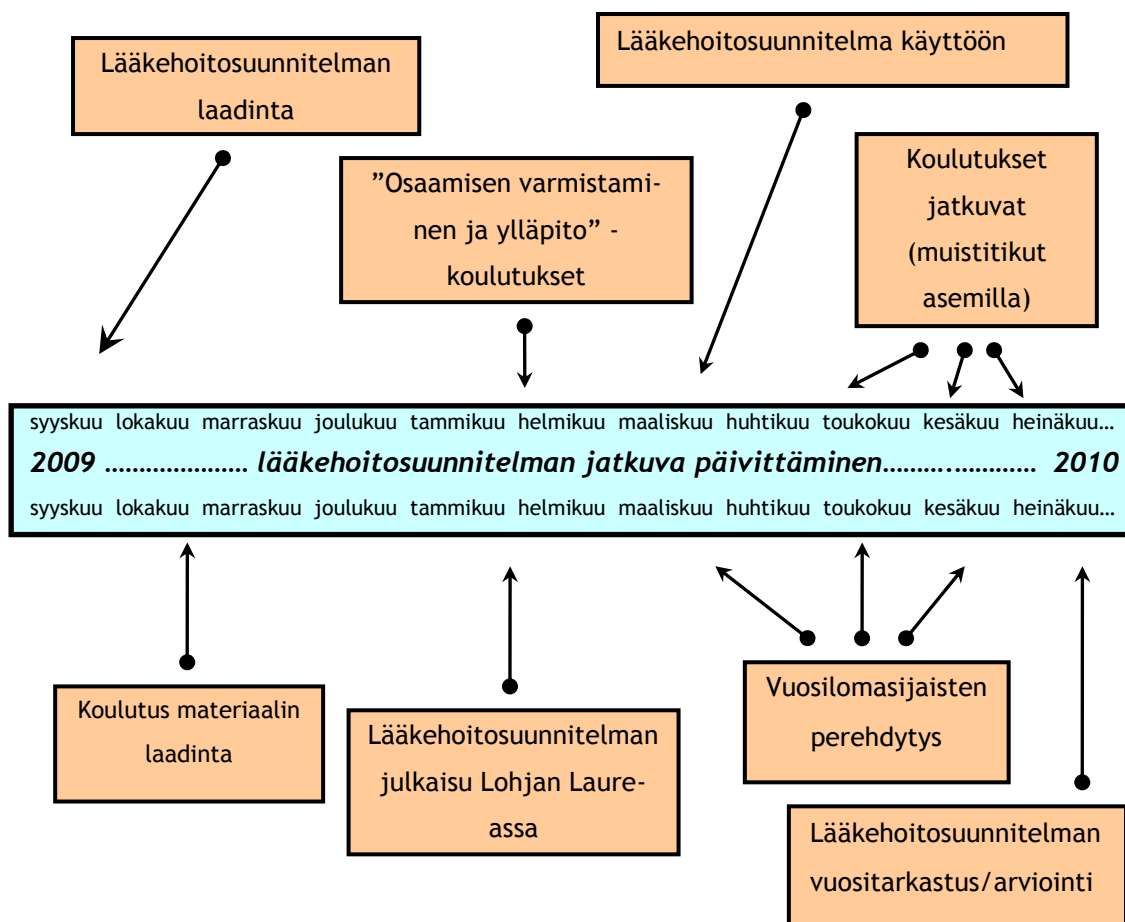 Lääkehoitosuunnitelman
laadinta
Lääkehoitosuunnitelma käyttöön
”Osaamisen varmistami-
nen ja ylläpito” -
koulutukset
Koulutukset
jatkuvat
(muistitikut
asemilla)
syyskuu lokakuu marraskuu joulukuu tammikuu helmikuu maaliskuu huhtikuu toukokuu kesäkuu heinäkuu…
2009 ………………… lääkehoitosuunnitelman jatkuva päivittäminen……….………… 2010
syyskuu lokakuu marraskuu joulukuu tammikuu helmikuu maaliskuu huhtikuu toukokuu kesäkuu heinäkuu…
Koulutus materiaalin
laadinta
Lääkehoitosuunnitelman
julkaisu Lohjan Laure-
assa
Vuosilomasijaisten
perehdytys
Lääkehoitosuunnitelman
vuositarkastus/arviointi